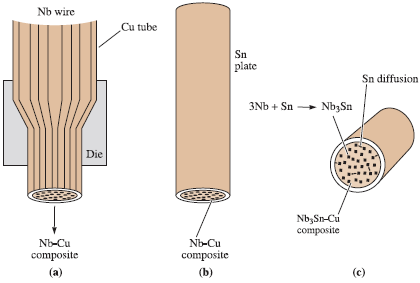 Nb wire
Cu tube
Die
Nb-Cu
composite
(a)
Sn
plate
Nb-Cu
composite
(b)
Sn diffusion
3Nb + Sn → Nb₃Sn
Nb₃Sn-Cu
composite
(c)